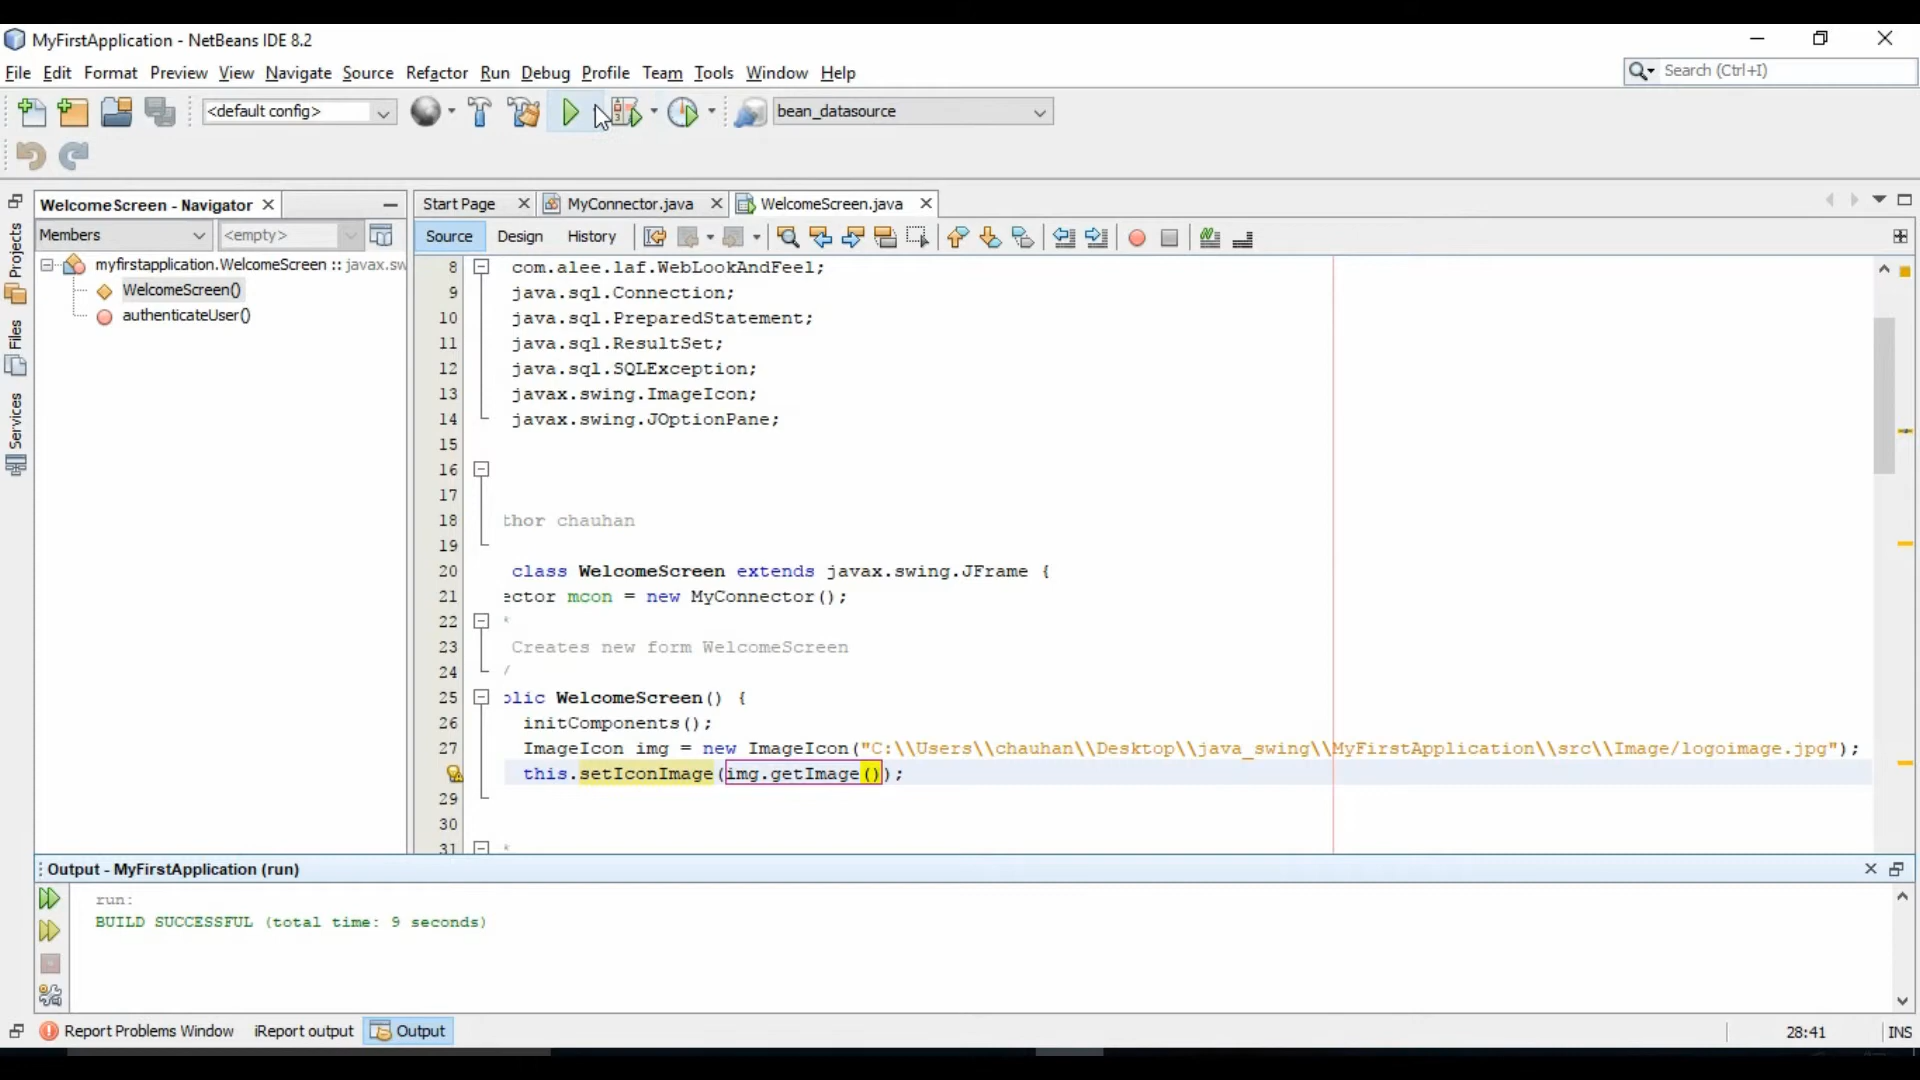 MyFirstApplication - NetBeans IDE 8.2
File Edit Format Preview View Navigate Source Refactor Run Debug Profile Team Tools Window Help
Search (Ctrl+I)
<default config>
bean_datasource
Projects
Files
Services
WelcomeScreen - Navigator
Members
<empty>
myfirstapplication.WelcomeScreen :: javax.sw
WelcomeScreen()
authenticateUser()
Start Page
MyConnector.java
WelcomeScreen.java
Source Design History
8 com.alee.laf.WebLookAndFeel;
9 java.sql.Connection;
10 java.sql.PreparedStatement;
11 java.sql.ResultSet;
12 java.sql.SQLException;
13 javax.swing.ImageIcon;
14 javax.swing.JOptionPane;
15
16
17
18 thor chauhan
19
20 class WelcomeScreen extends javax.swing.JFrame {
21 ector mcon = new MyConnector();
22 *
23 Creates new form WelcomeScreen
24 /
25 blic WelcomeScreen() {
26 initComponents();
27 ImageIcon img = new ImageIcon("C:\\Users\\chauhan\\Desktop\\java_swing\\MyFirstApplication\\src\\Image/logoimage.jpg");
this.setIconImage(img.getImage());
29
30
31 *
Output - MyFirstApplication (run)
run:
BUILD SUCCESSFUL (total time: 9 seconds)
Report Problems Window
iReport output
Output
28:41
INS